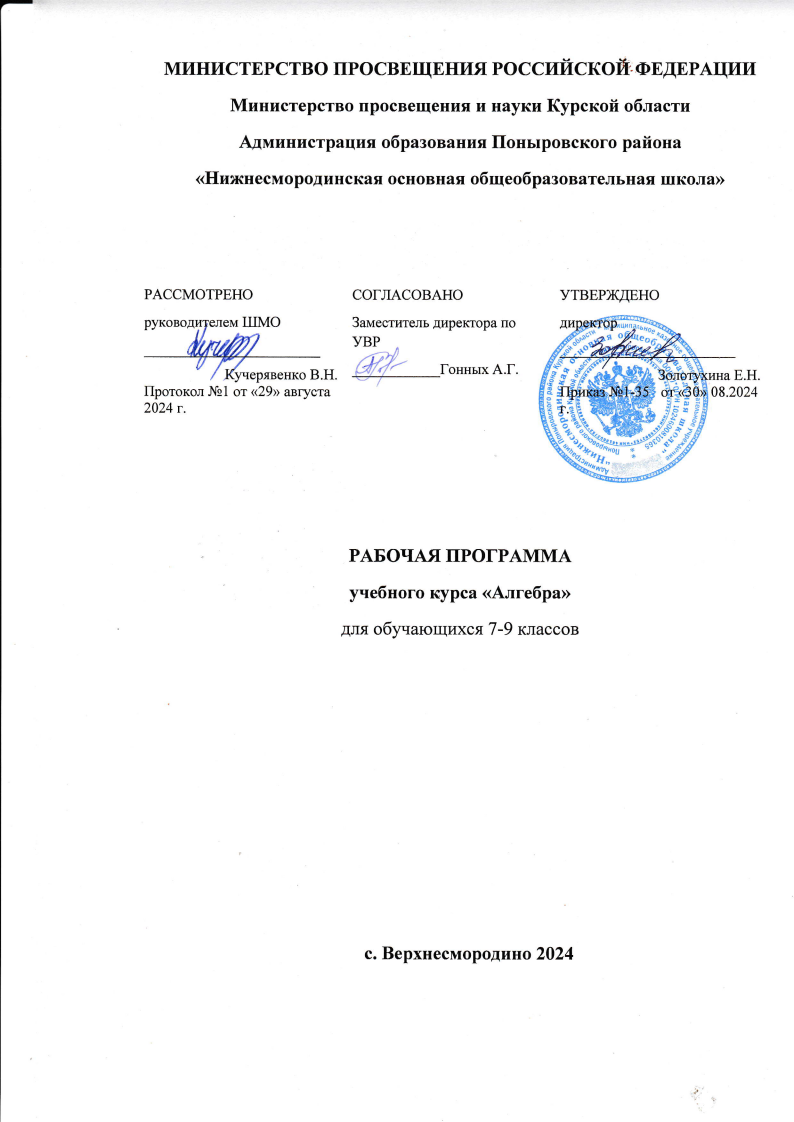 МИНИСТЕРСТВО ПРОСВЕЩЕНИЯ РОССИЙСКОЙ ФЕДЕРАЦИИ
Министерство просвещения и науки Курской области
Администрация образования Поныровского района
«Нижнесмородинская основная общеобразовательная школа»
РАССМОТРЕНО
руководителем ШМО
Кучерявенко В.Н.
Протокол №1 от «29» августа
2024 г.
СОГЛАСОВАНО
Заместитель директора по
УВР
Гонных А.Г.
УТВЕРЖДЕНО
директор
Золотухина Е.Н.
Приказ №1-35 от «30» 08.2024
г.
РАБОЧАЯ ПРОГРАММА
учебного курса «Алгебра»
для обучающихся 7-9 классов
с. Верхнесмородино 2024